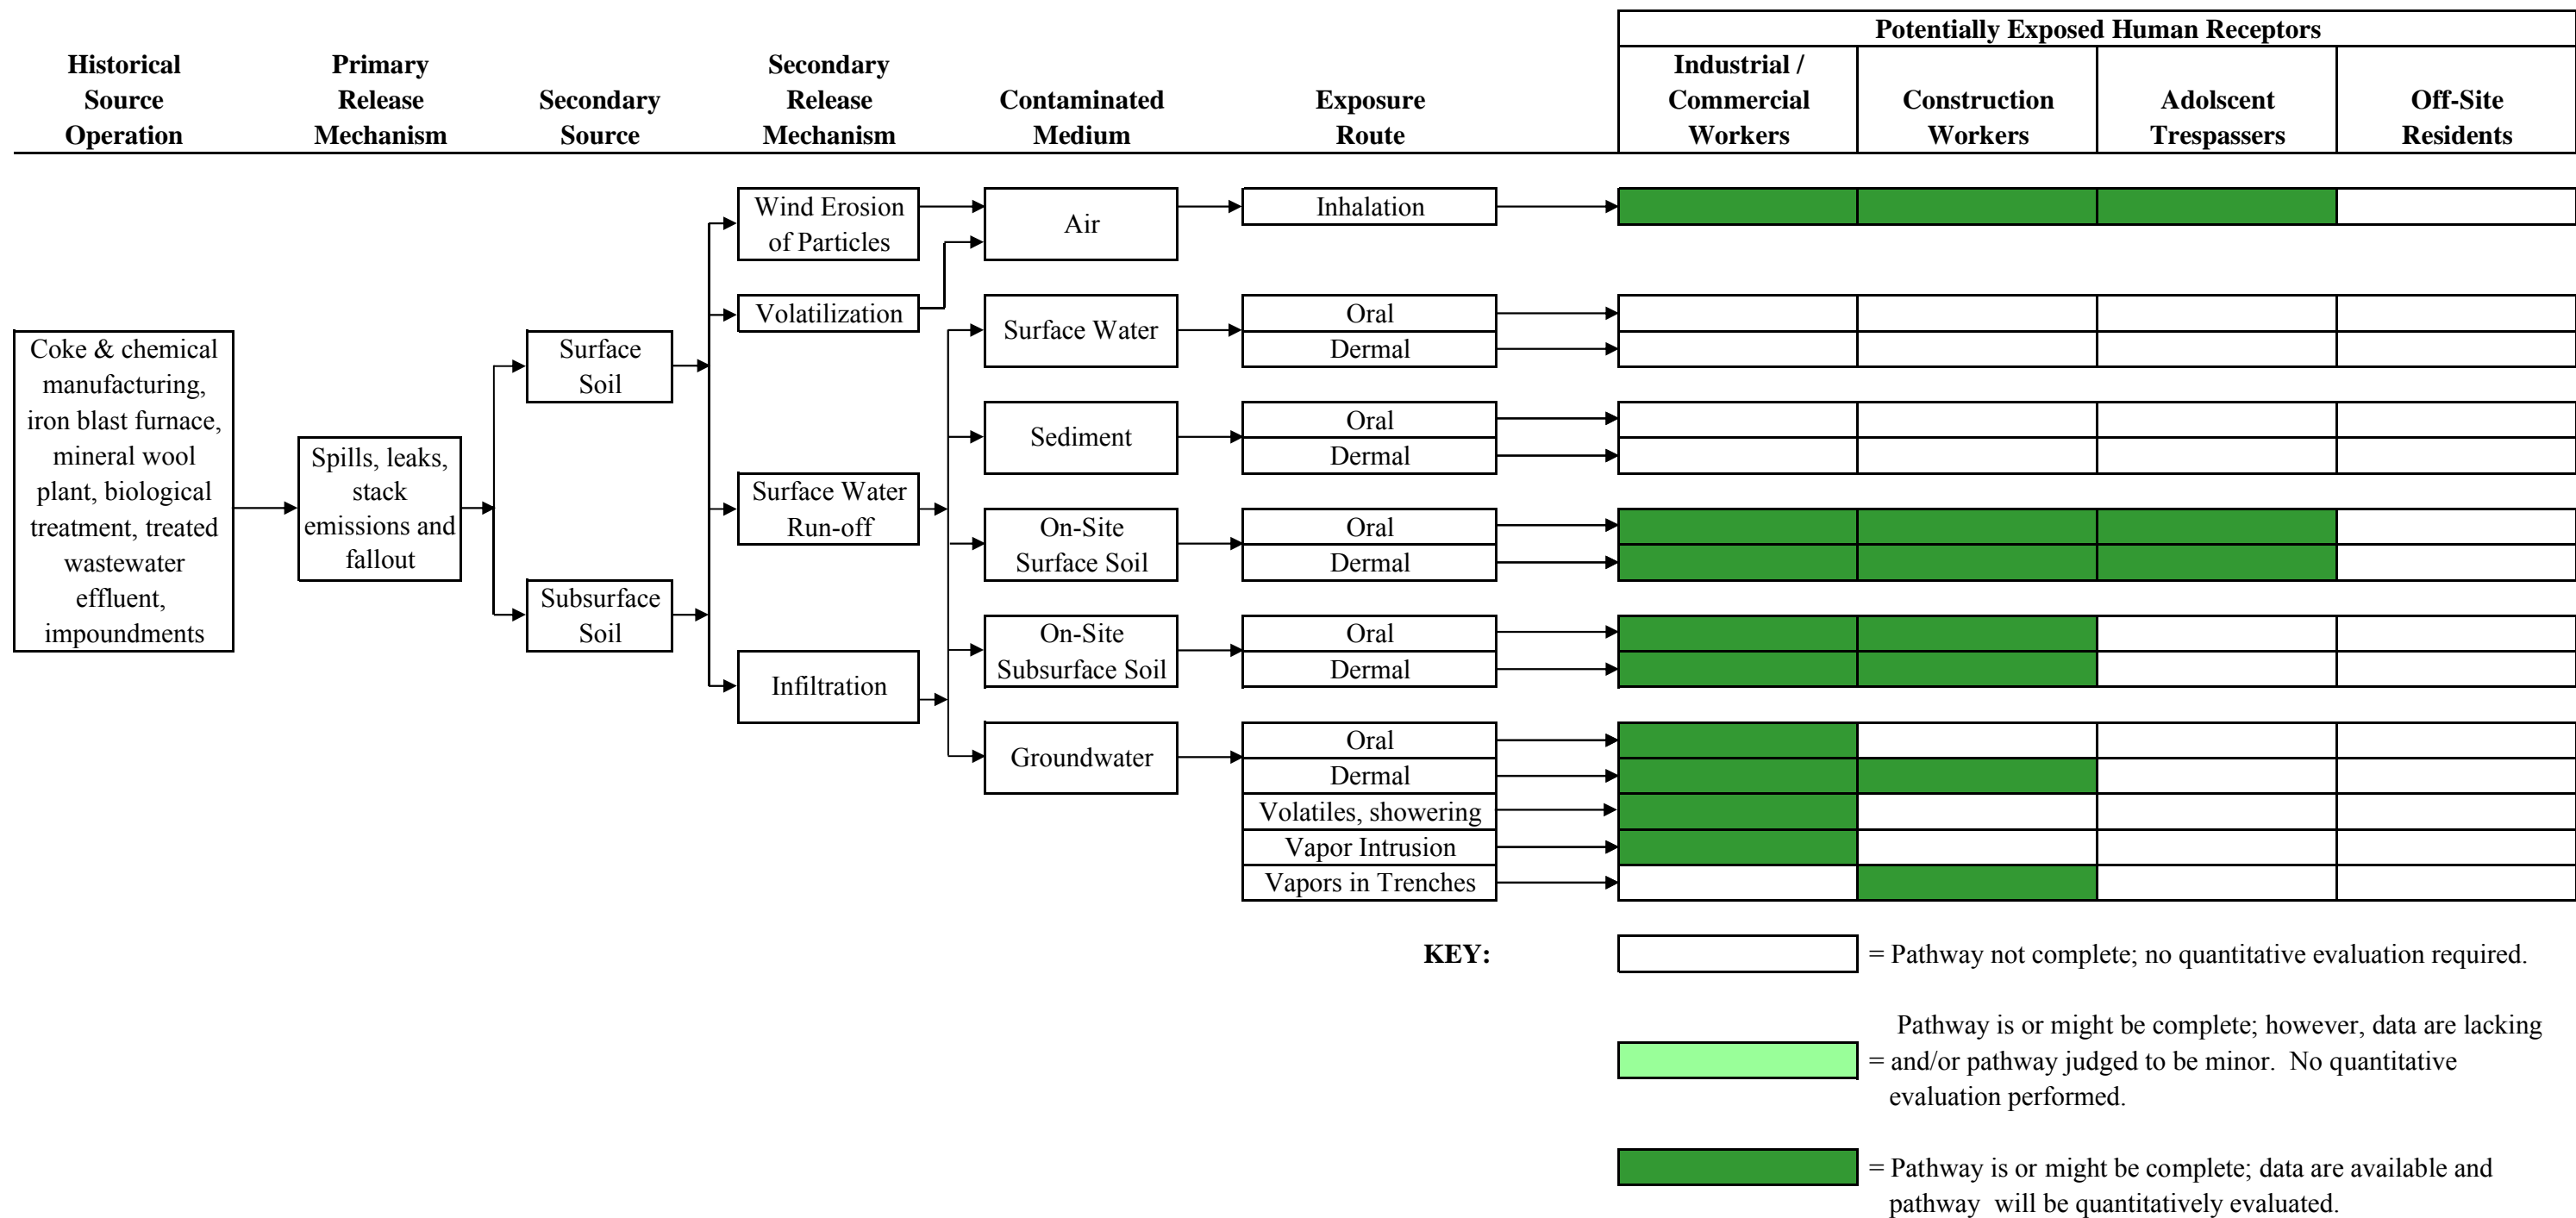 Potentially Exposed Human Receptors
Historical
Source
Operation
Primary
Release
Mechanism
Secondary
Source
Secondary
Release
Mechanism
Contaminated
Medium
Exposure
Route
Industrial /
Commercial
Workers
Construction
Workers
Adolscent
Trespassers
Off-Site
Residents
Coke & chemical
manufacturing,
iron blast furnace,
mineral wool
plant, biological
treatment, treated
wastewater
effluent,
impoundments
Spills, leaks,
stack
emissions and
fallout
Surface
Soil
Subsurface
Soil
Wind Erosion
of Particles
Volatilization
Surface Water
Run-off
Infiltration
Air
Inhalation
Surface Water
Oral
Dermal
Sediment
Oral
Dermal
On-Site
Surface Soil
Oral
Dermal
On-Site
Subsurface Soil
Oral
Dermal
Groundwater
Oral
Dermal
Volatiles, showering
Vapor Intrusion
Vapors in Trenches
KEY:
= Pathway not complete; no quantitative evaluation required.
Pathway is or might be complete; however, data are lacking
= and/or pathway judged to be minor.  No quantitative
evaluation performed.
= Pathway is or might be complete; data are available and
pathway  will be quantitatively evaluated.